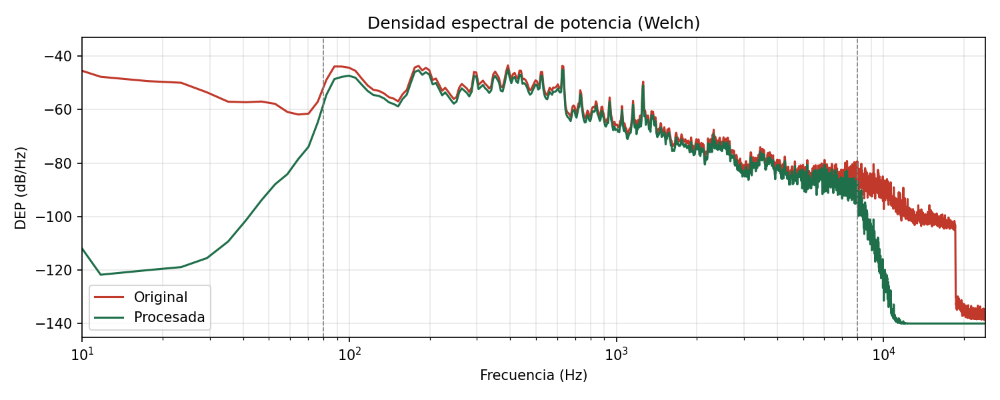 Densidad espectral de potencia (Welch)
DEP (dB/Hz)
−40
−60
−80
−100
−120
−140
Original
Procesada
10¹
10²
10³
10⁴
Frecuencia (Hz)